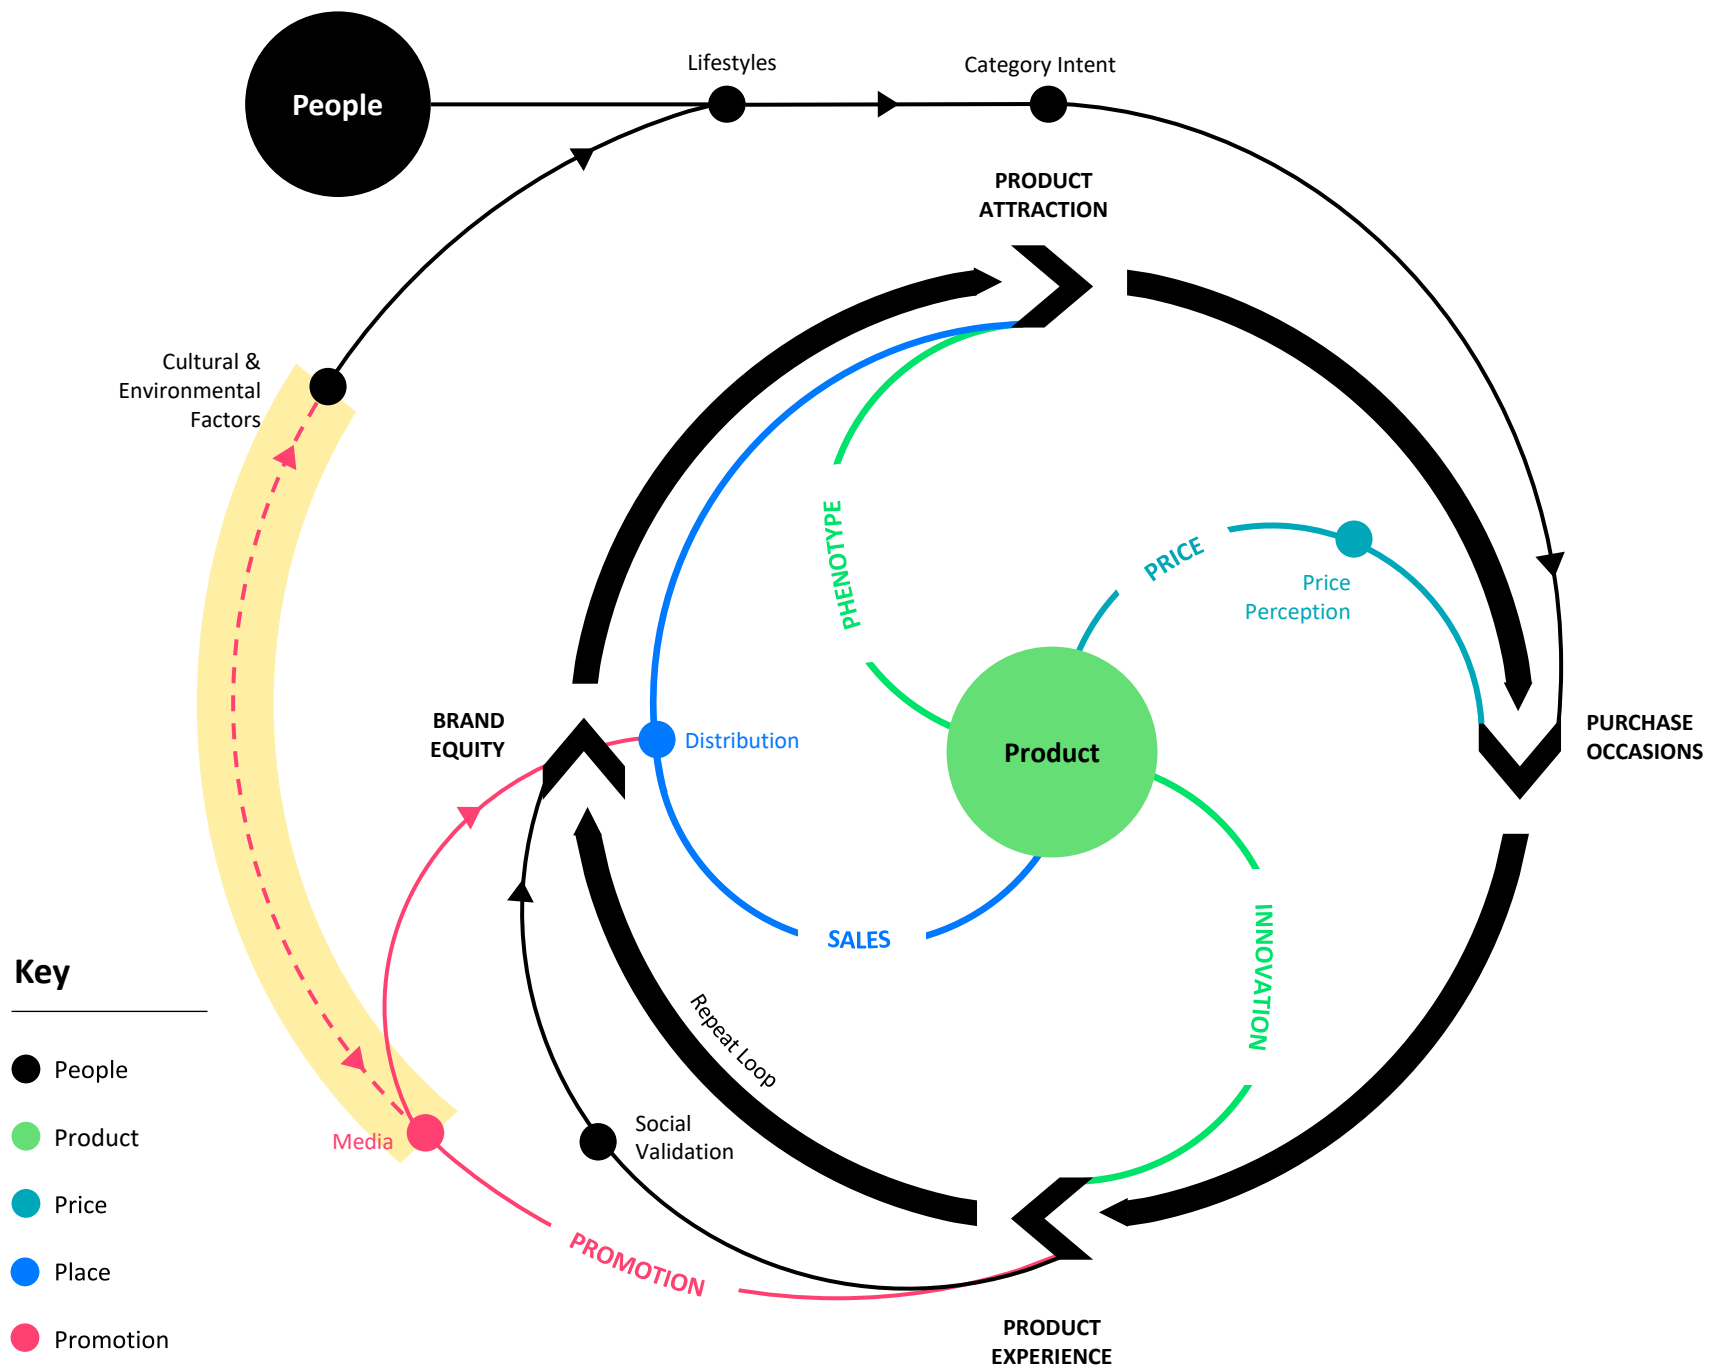 People
Lifestyles
Category Intent
PRODUCT
ATTRACTION
Cultural &
Environmental
Factors
PHENOTYPE
PRICE
Price
Perception
BRAND
EQUITY
Distribution
Product
PURCHASE
OCCASIONS
SALES
INNOVATION
Repeat Loop
Social
Validation
Media
PROMOTION
PRODUCT
EXPERIENCE
Key
People
Product
Price
Place
Promotion